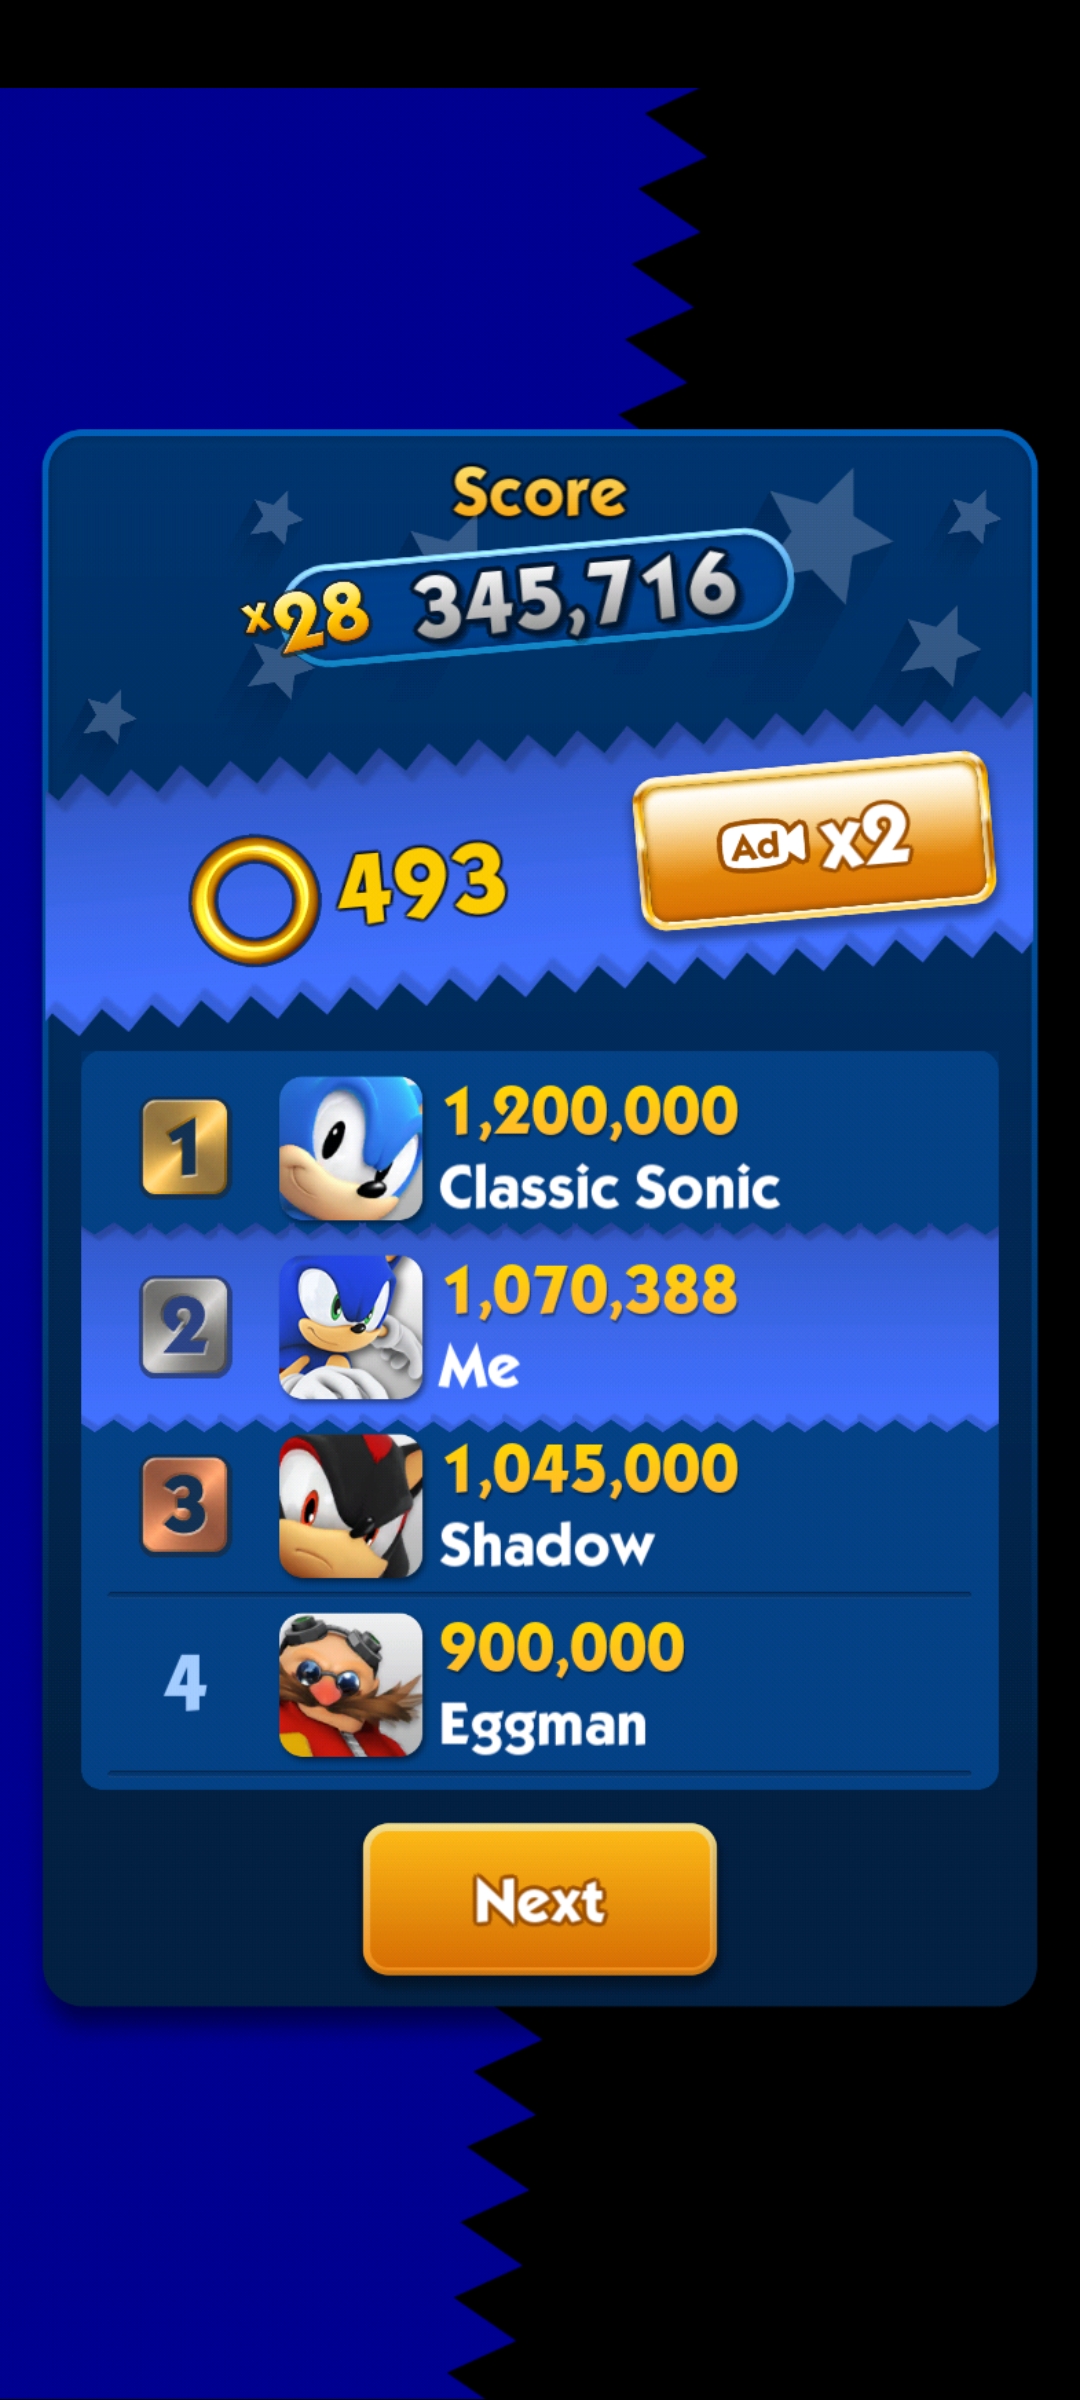 Score
x28 345,716
493
Ad x2
1
1,200,000
Classic Sonic
2
1,070,388
Me
3
1,045,000
Shadow
4
900,000
Eggman
Next